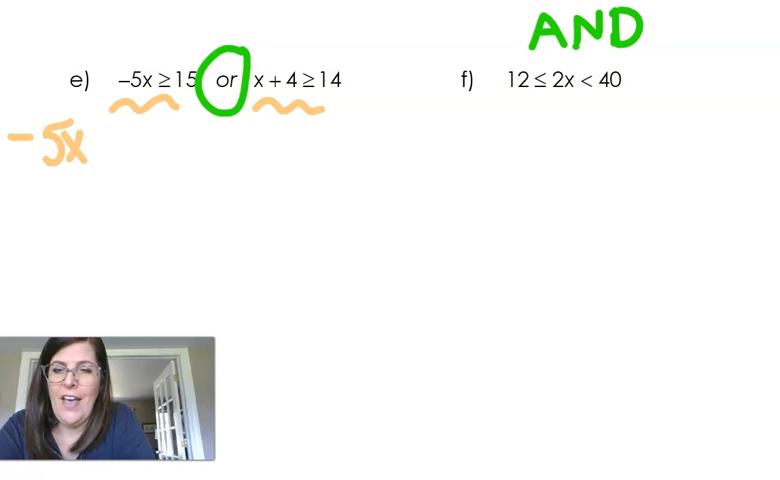 AND
e) –5x ≥ 15 or x + 4 ≥ 14
f) 12 ≤ 2x < 40
- 5x